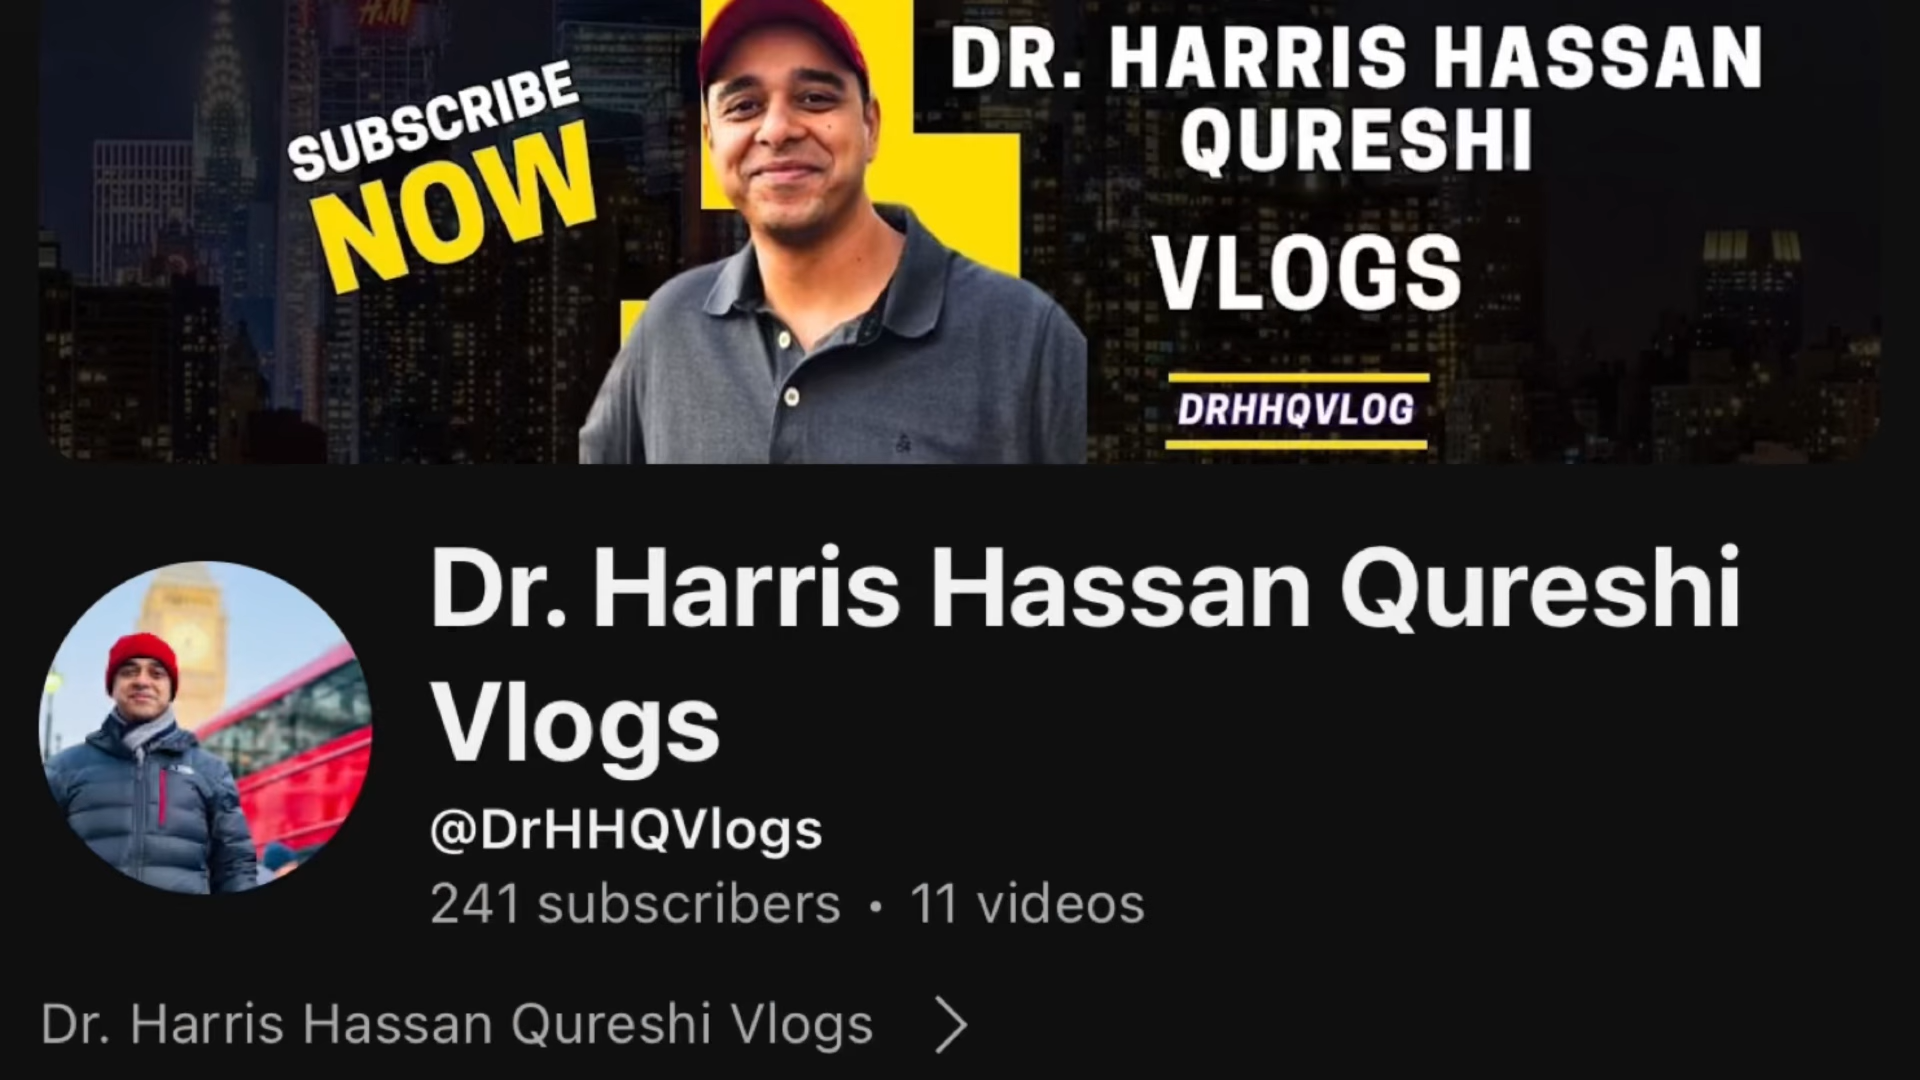 H&M
SUBSCRIBE
NOW
DR. HARRIS HASSAN
QURESHI
VLOGS
DRHHQVLOG
Dr. Harris Hassan Qureshi
Vlogs
@DrHHQVlogs
241 subscribers • 11 videos
Dr. Harris Hassan Qureshi Vlogs